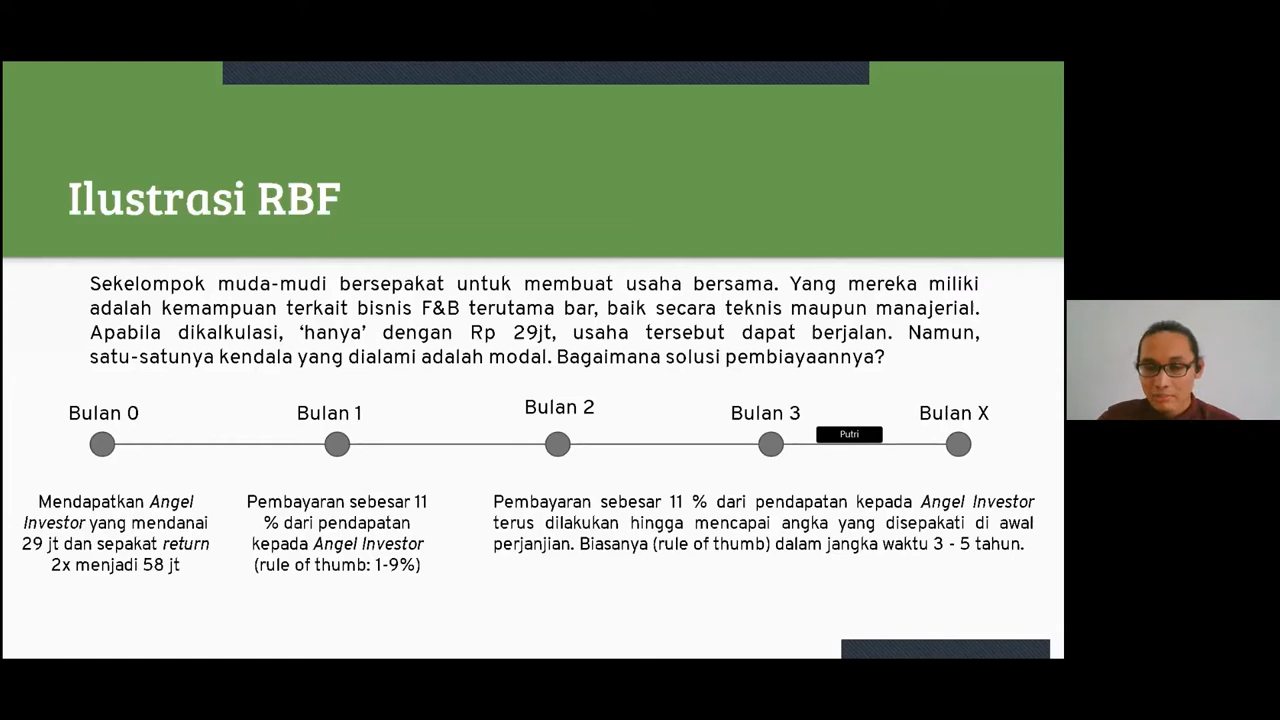 Ilustrasi RBF
Sekelompok muda-mudi bersepakat untuk membuat usaha bersama. Yang mereka miliki
adalah kemampuan terkait bisnis F&B terutama bar, baik secara teknis maupun manajerial.
Apabila dikalkulasi, ‘hanya’ dengan Rp 29jt, usaha tersebut dapat berjalan. Namun,
satu-satunya kendala yang dialami adalah modal. Bagaimana solusi pembiayaannya?
Bulan 0
Bulan 1
Bulan 2
Bulan 3
Bulan X
Putri
Mendapatkan Angel
Investor yang mendanai
29 jt dan sepakat return
2x menjadi 58 jt
Pembayaran sebesar 11
% dari pendapatan
kepada Angel Investor
(rule of thumb: 1-9%)
Pembayaran sebesar 11 % dari pendapatan kepada Angel Investor
terus dilakukan hingga mencapai angka yang disepakati di awal
perjanjian. Biasanya (rule of thumb) dalam jangka waktu 3 - 5 tahun.